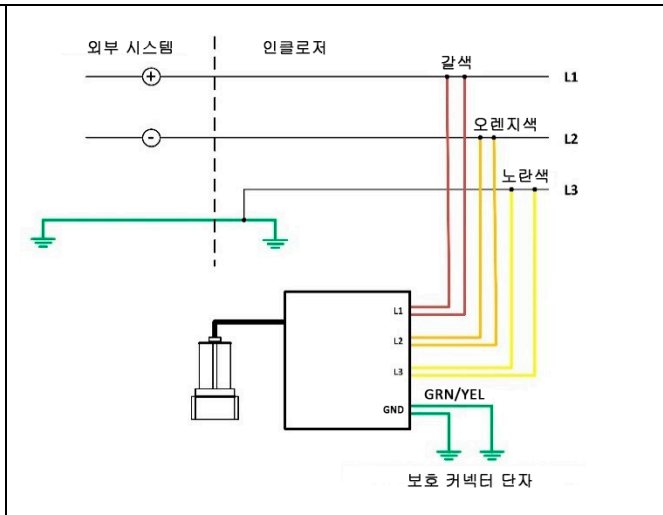 외부 시스템
인클로저
갈색
+
L1
오렌지색
-
L2
노란색
L3
L1
L2
L3
GRN/YEL
GND
보호 커넥터 단자